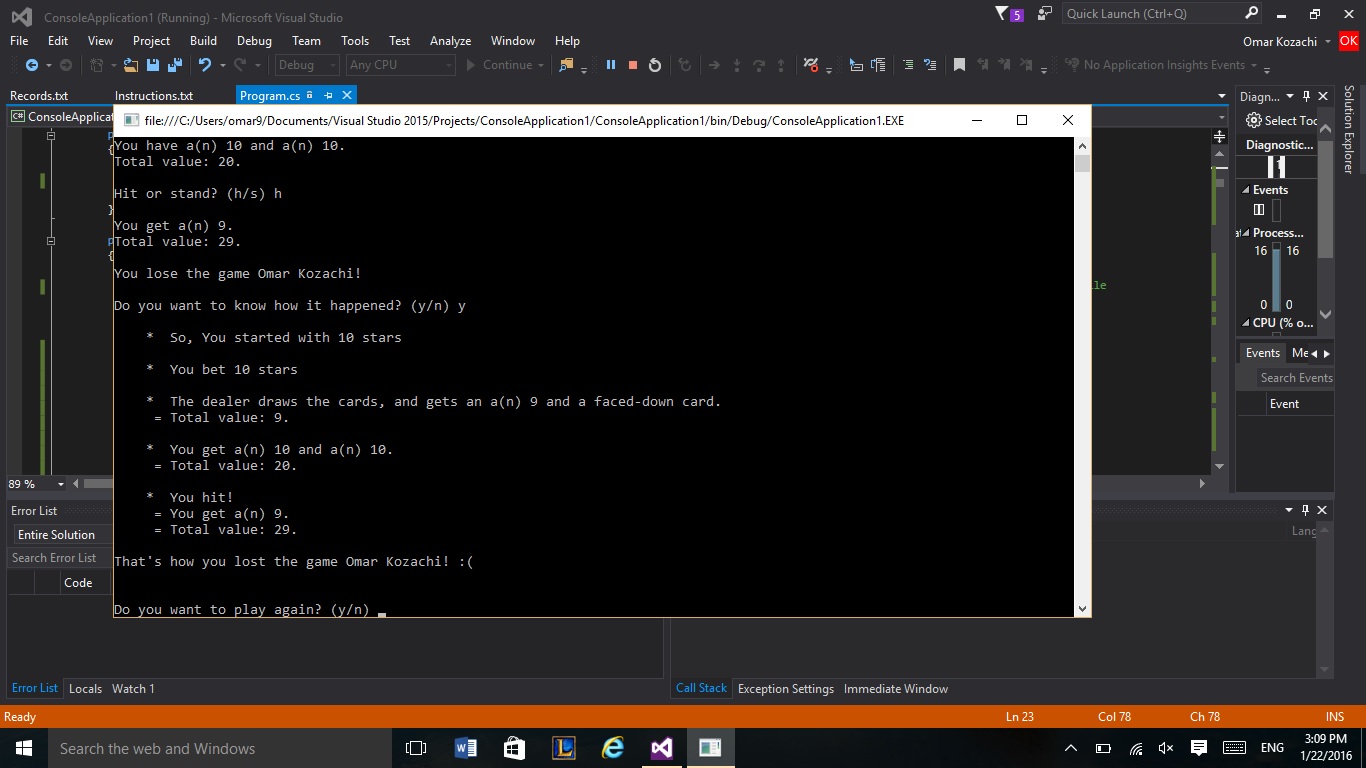 ConsoleApplication1 (Running) - Microsoft Visual Studio
5
Quick Launch (Ctrl+Q)
File Edit View Project Build Debug Team Tools Test Analyze Window Help
Omar Kozachi
OK
Debug Any CPU Continue No Application Insights Events
Records.txt Instructions.txt Program.cs
Diagn...
Solution Explorer
C# ConsoleApplicat
file:///C:/Users/omar9/Documents/Visual Studio 2015/Projects/ConsoleApplication1/ConsoleApplication1/bin/Debug/ConsoleApplication1.EXE
You have a(n) 10 and a(n) 10.
Total value: 20.
Hit or stand? (h/s) h
You get a(n) 9.
Total value: 29.
You lose the game Omar Kozachi!
Do you want to know how it happened? (y/n) y
* So, You started with 10 stars
* You bet 10 stars
* The dealer draws the cards, and gets an a(n) 9 and a faced-down card.
= Total value: 9.
* You get a(n) 10 and a(n) 10.
= Total value: 20.
* You hit!
= You get a(n) 9.
= Total value: 29.
That's how you lost the game Omar Kozachi! :(
Do you want to play again? (y/n)
p
{
}
p
{
le
Select Too
Diagnostic...
Events
Process...
16 16
0 0
CPU (% o...
Events Me
Search Events
Event
89 %
Error List
Entire Solution
Search Error List
Code
Lang
Error List Locals Watch 1
Call Stack Exception Settings Immediate Window
Ready
Ln 23 Col 78 Ch 78 INS
Search the web and Windows
ENG
3:09 PM
1/22/2016